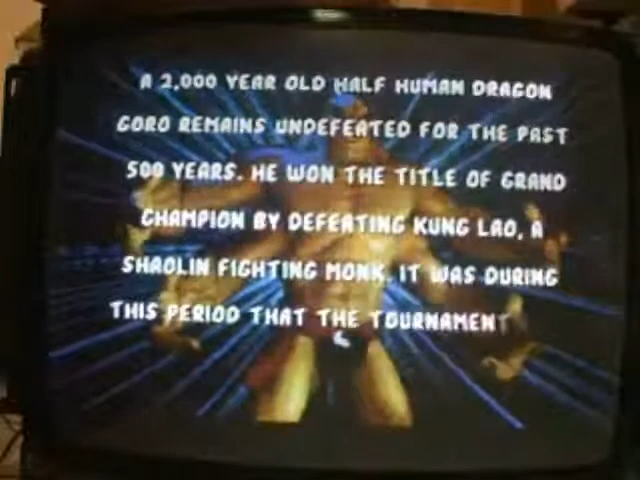 A 2,000 YEAR OLD HALF HUMAN DRAGON
GORO REMAINS UNDEFEATED FOR THE PAST
500 YEARS. HE WON THE TITLE OF GRAND
CHAMPION BY DEFEATING KUNG LAO, A
SHAOLIN FIGHTING MONK. IT WAS DURING
THIS PERIOD THAT THE TOURNAMENT